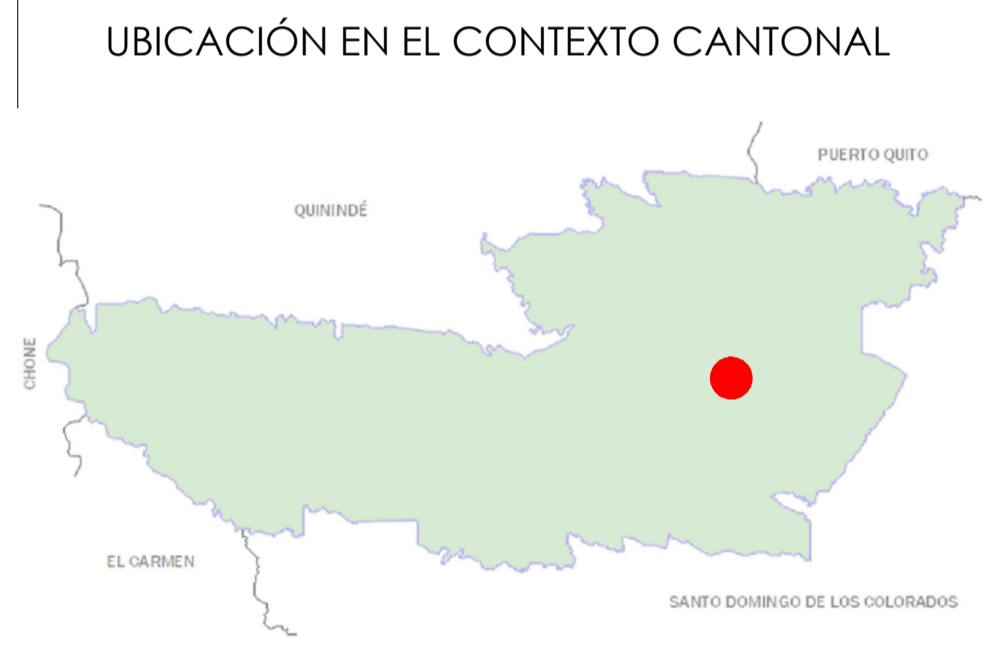 UBICACIÓN EN EL CONTEXTO CANTONAL
PUERTO QUITO
QUININDÉ
CHONE
EL CARMEN
SANTO DOMINGO DE LOS COLORADOS